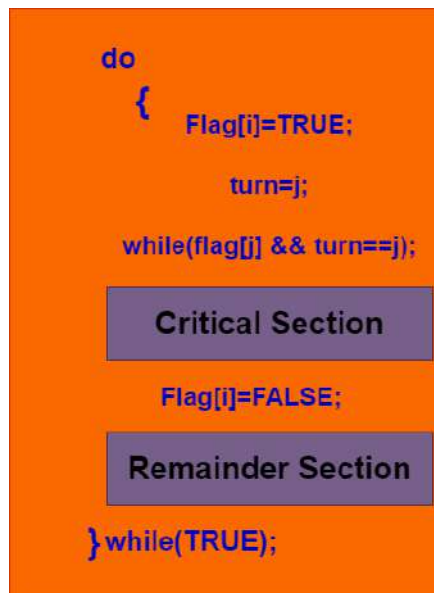 do
{
Flag[i]=TRUE;
turn=j;
while(flag[j] && turn==j);
Critical Section
Flag[i]=FALSE;
Remainder Section
} while(TRUE);